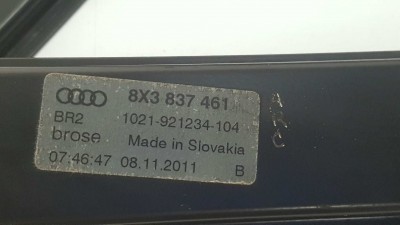 8X3 837 461
BR2 1021-921234-104
brose Made in Slovakia
07:46:47 08.11.2011 B